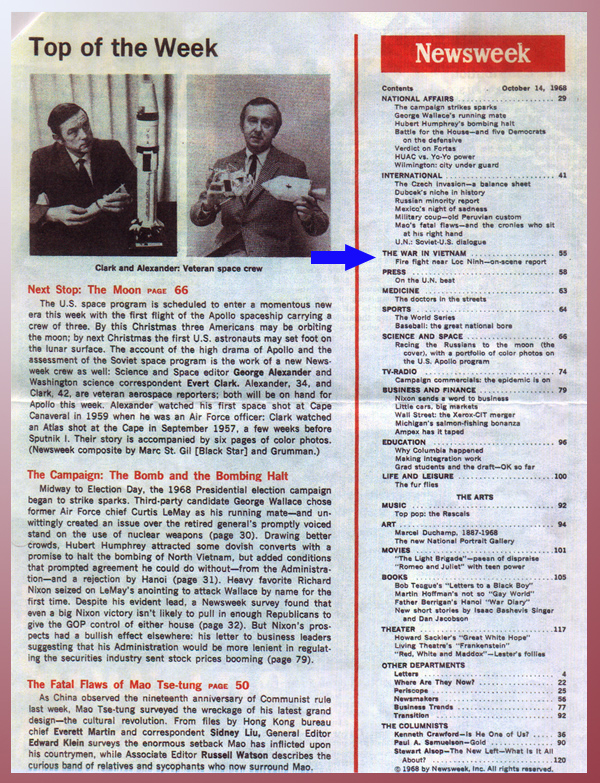 Top of the Week
Clark and Alexander: Veteran space crew
Next Stop: The Moon PAGE 66
The U.S. space program is scheduled to enter a momentous new
era this week with the first flight of the Apollo spaceship carrying a
crew of three. By this Christmas three Americans may be orbiting
the moon; by next Christmas the first U.S. astronauts may set foot on
the lunar surface. The account of the high drama of Apollo and the
assessment of the Soviet space program is the work of a new News-
week crew as well: Science and Space editor George Alexander and
Washington science correspondent Evert Clark. Alexander, 34, and
Clark, 42, are veteran aerospace reporters; both will be on hand for
Apollo this week. Alexander watched his first space shot at Cape
Canaveral in 1959 when he was an Air Force officer: Clark watched
an Atlas shot at the Cape in September 1957, a few weeks before
Sputnik I. Their story is accompanied by six pages of color photos.
(Newsweek composite by Marc St. Gil [Black Star] and Grumman.)
The Campaign: The Bomb and the Bombing Halt
Midway to Election Day, the 1968 Presidential election campaign
began to strike sparks. Third-party candidate George Wallace chose
former Air Force chief Curtis LeMay as his running mate—and un-
wittingly created an issue over the retired general's promptly voiced
stand on the use of nuclear weapons (page 30). Drawing better
crowds, Hubert Humphrey attracted some dovish converts with a
promise to halt the bombing of North Vietnam, but added conditions
that prompted agreement he could do without—from the Administra-
tion—and a rejection by Hanoi (page 31). Heavy favorite Richard
Nixon seized on LeMay's anointing to attack Wallace by name for the
first time. Despite his evident lead, a Newsweek survey found that
even a big Nixon victory isn't likely to pull in enough Republicans to
give the GOP control of either house (page 32). But Nixon's pros-
pects had a bullish effect elsewhere: his letter to business leaders
suggesting that his Administration would be more lenient in regulat-
ing the securities industry sent stock prices booming (page 79).
The Fatal Flaws of Mao Tse-tung PAGE 50
As China observed the nineteenth anniversary of Communist rule
last week, Mao Tse-tung surveyed the wreckage of his latest grand
design—the cultural revolution. From files by Hong Kong bureau
chief Everett Martin and correspondent Sidney Liu, General Editor
Edward Klein surveys the enormous setback Mao has inflicted upon
his countrymen, while Associate Editor Russell Watson describes the
curious band of relatives and sycophants who now surround Mao.
Newsweek
Contents October 14, 1968
NATIONAL AFFAIRS 29
The campaign strikes sparks
George Wallace's running mate
Hubert Humphrey's bombing halt
Battle for the House—and five Democrats
on the defensive
Verdict on Fortas
HUAC vs. Yo-Yo power
Wilmington: city under guard
INTERNATIONAL 41
The Czech invasion—a balance sheet
Dubcek's niche in history
Russian minority report
Mexico's night of sadness
Military coup—old Peruvian custom
Mao's fatal flaws—and the cronies who sit
at his right hand
U.N.: Soviet-U.S. dialogue
THE WAR IN VIETNAM 55
Fire fight near Loc Ninh—on-scene report
PRESS 58
On the U.N. beat
MEDICINE 63
The doctors in the streets
SPORTS 64
The World Series
Baseball: the great national bore
SCIENCE AND SPACE 66
Racing the Russians to the moon (the
cover), with a portfolio of color photos on
the U.S. Apollo program
TV-RADIO 74
Campaign commercials: the epidemic is on
BUSINESS AND FINANCE 79
Nixon sends a word to business
Little cars, big markets
Wall Street: the Xerox-CIT merger
Michigan's salmon-fishing bonanza
Ampex has it taped
EDUCATION 96
Why Columbia happened
Making integration work
Grad students and the draft—OK so far
LIFE AND LEISURE 100
The fur flies
THE ARTS
MUSIC 92
Top pop: the Rascals
ART 94
Marcel Duchamp, 1887-1968
The new National Portrait Gallery
MOVIES 101
"The Light Brigade"—paean of dispraise
"Romeo and Juliet" with teen power
BOOKS 105
Bob Teague's "Letters to a Black Boy"
Martin Hoffman's not so "Gay World"
Father Berrigan's Hanoi "War Diary"
New short stories by Isaac Bashevis Singer
and Dan Jacobson
THEATER 117
Howard Sackler's "Great White Hope"
Living Theatre's "Frankenstein"
"Red, White and Maddox"—Lester's follies
OTHER DEPARTMENTS
Letters 4
Where Are They Now? 22
Periscope 25
Newsmakers 56
Business Trends 77
Transition 92
THE COLUMNISTS
Kenneth Crawford—Is He One of Us? 36
Paul A. Samuelson—Gold 90
Stewart Alsop—The New Left—What Is It All
About? 120
© 1968 by Newsweek, Inc. All rights reserved.